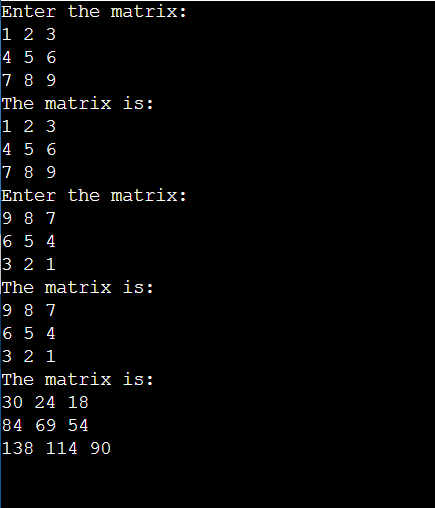 Enter the matrix:
1 2 3
4 5 6
7 8 9
The matrix is:
1 2 3
4 5 6
7 8 9
Enter the matrix:
9 8 7
6 5 4
3 2 1
The matrix is:
9 8 7
6 5 4
3 2 1
The matrix is:
30 24 18
84 69 54
138 114 90